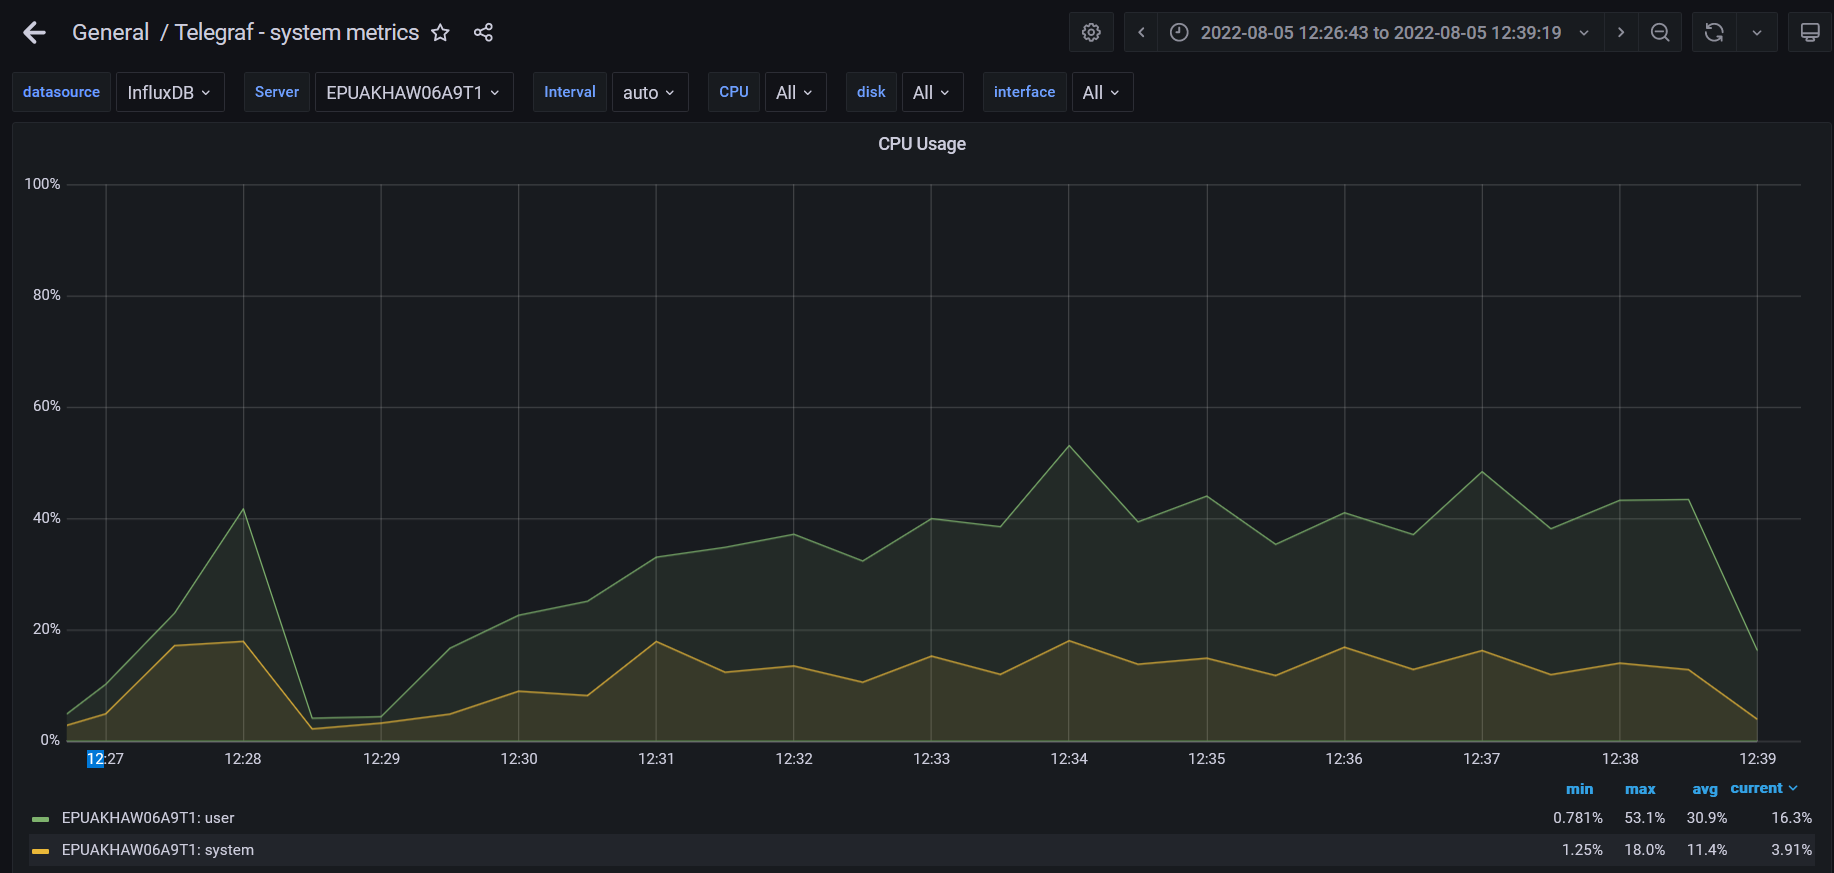 General / Telegraf - system metrics
2022-08-05 12:26:43 to 2022-08-05 12:39:19
datasource InfluxDB Server EPUAKHAW06A9T1 Interval auto CPU All disk All interface All
CPU Usage
100%
80%
60%
40%
20%
0%
12:27 12:28 12:29 12:30 12:31 12:32 12:33 12:34 12:35 12:36 12:37 12:38 12:39
min max avg current
EPUAKHAW06A9T1: user 0.781% 53.1% 30.9% 16.3%
EPUAKHAW06A9T1: system 1.25% 18.0% 11.4% 3.91%